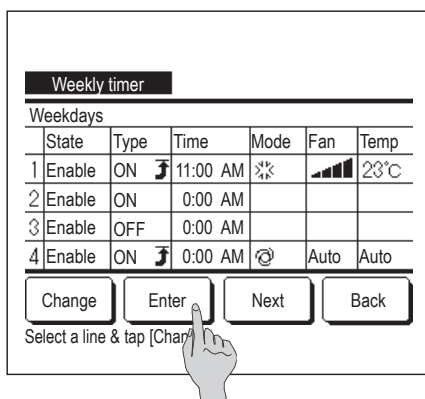 Weekly timer
Weekdays
State Type Time Mode Fan Temp
1 Enable ON 11:00 AM 23°C
2 Enable ON 0:00 AM
3 Enable OFF 0:00 AM
4 Enable ON 0:00 AM Auto Auto
Change Enter Next Back
Select a line & tap [Chan